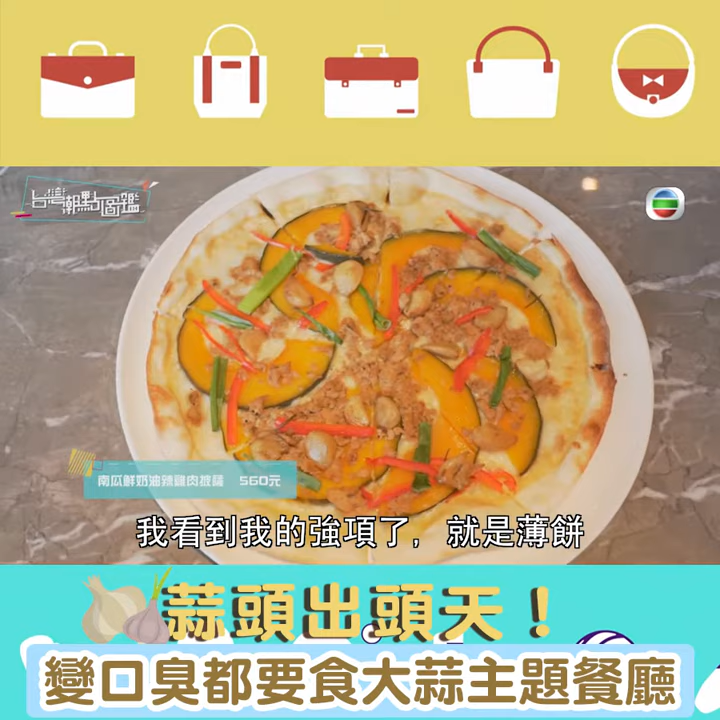 台灣潮點圖鑑
南瓜鮮奶油辣雞肉披薩 560元
我看到我的強項了，就是薄餅
蒜頭出頭天！
變口臭都要食大蒜主題餐廳